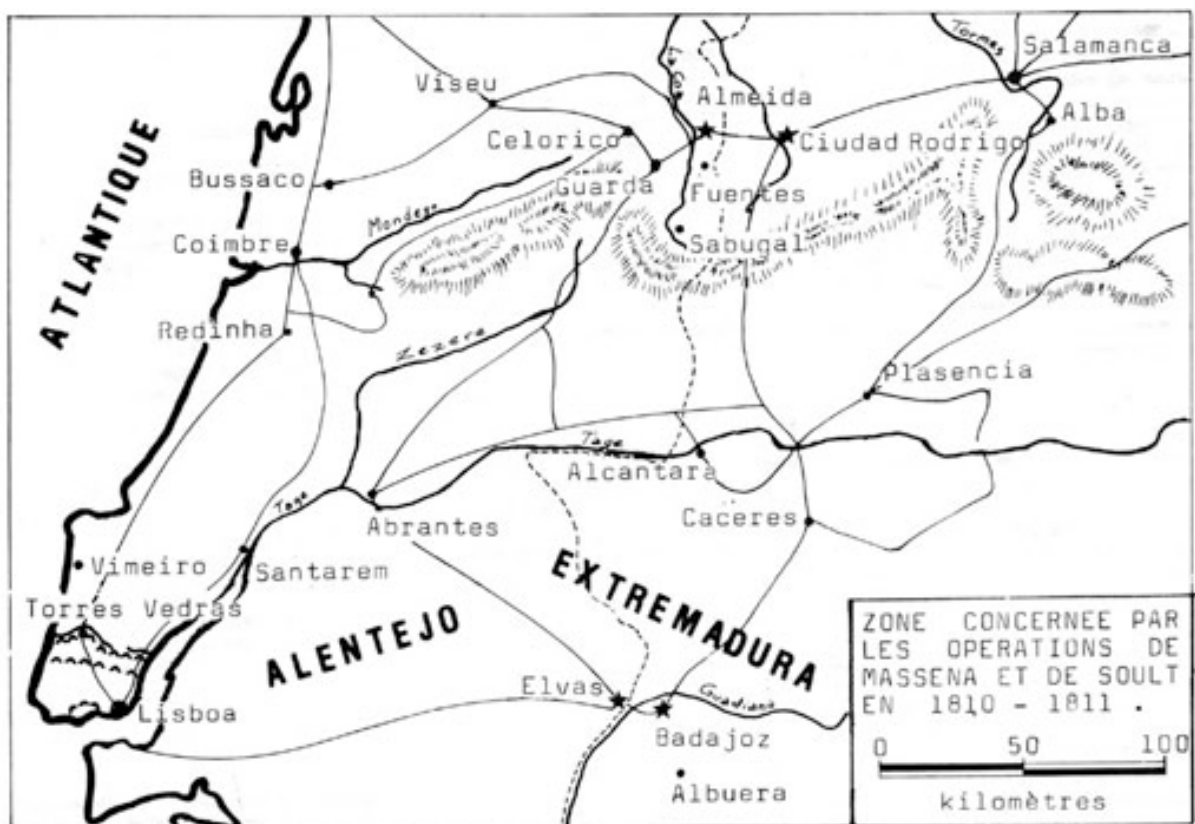 Tormes
Salamanca
La Coa
Viseu
Almeida
Alba
ATLANTIQUE
Celorico
Ciudad Rodrigo
Bussaco
Guarda
Fuentes
Mondego
Coimbre
Sabugal
Redinha
Zezere
Plasencia
Tage
Alcantara
Tage
Abrantes
Caceres
Vimeiro
Santarem
EXTREMADURA
Torres Vedras
ALENTEJO
ZONE CONCERNEE PAR
LES OPERATIONS DE
MASSENA ET DE SOULT
EN 1810 - 1811 .
Elvas
Guadiana
Lisboa
Badajoz
0 50 100
Albuera
kilomètres